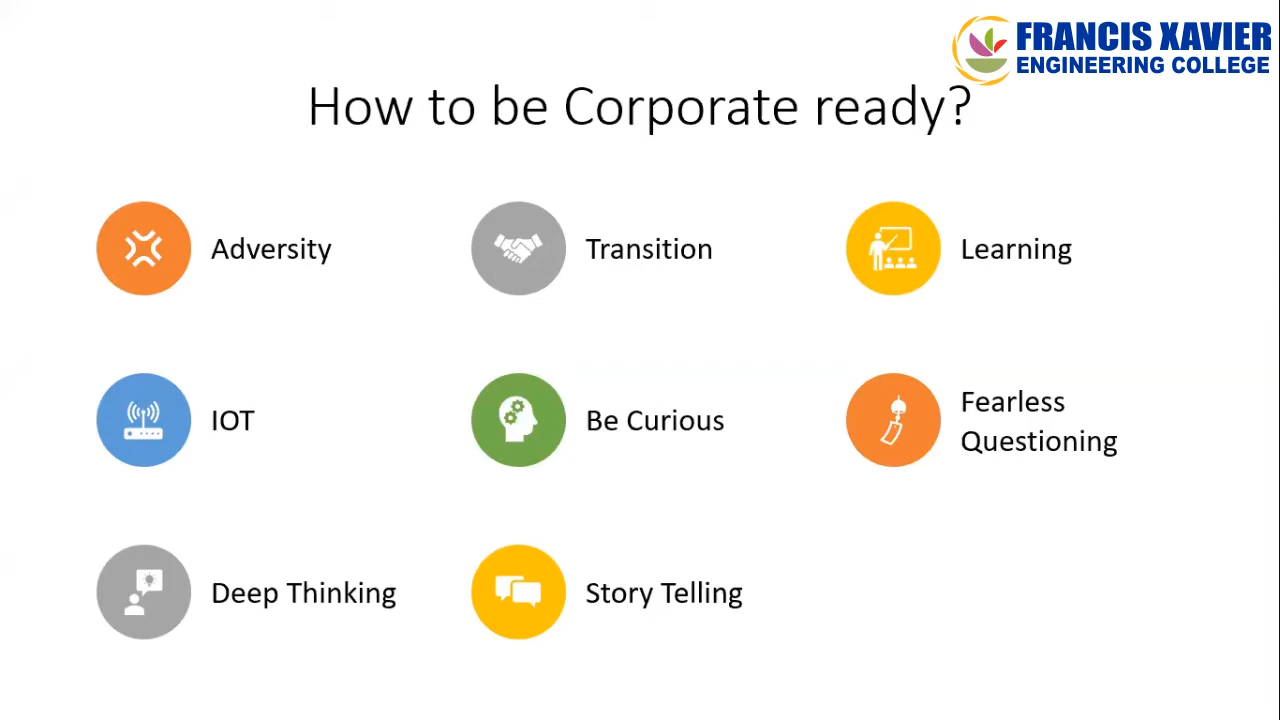 FRANCIS XAVIER
ENGINEERING COLLEGE
How to be Corporate ready?
Adversity
Transition
Learning
IOT
Be Curious
Fearless
Questioning
Deep Thinking
Story Telling